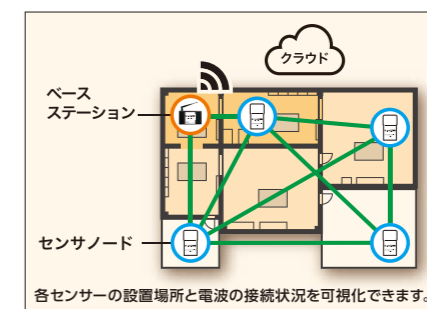 クラウド
ベース
ステーション
センサノード
各センサーの設置場所と電波の接続状況を可視化できます。